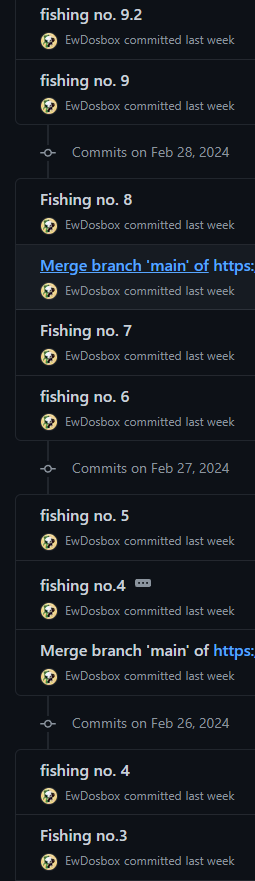 fishing no. 9.2
EwDosbox committed last week
fishing no. 9
EwDosbox committed last week
Commits on Feb 28, 2024
Fishing no. 8
EwDosbox committed last week
Merge branch 'main' of https:
EwDosbox committed last week
Fishing no. 7
EwDosbox committed last week
fishing no. 6
EwDosbox committed last week
Commits on Feb 27, 2024
fishing no. 5
EwDosbox committed last week
fishing no.4
EwDosbox committed last week
Merge branch 'main' of https:
EwDosbox committed last week
Commits on Feb 26, 2024
fishing no. 4
EwDosbox committed last week
Fishing no.3
EwDosbox committed last week